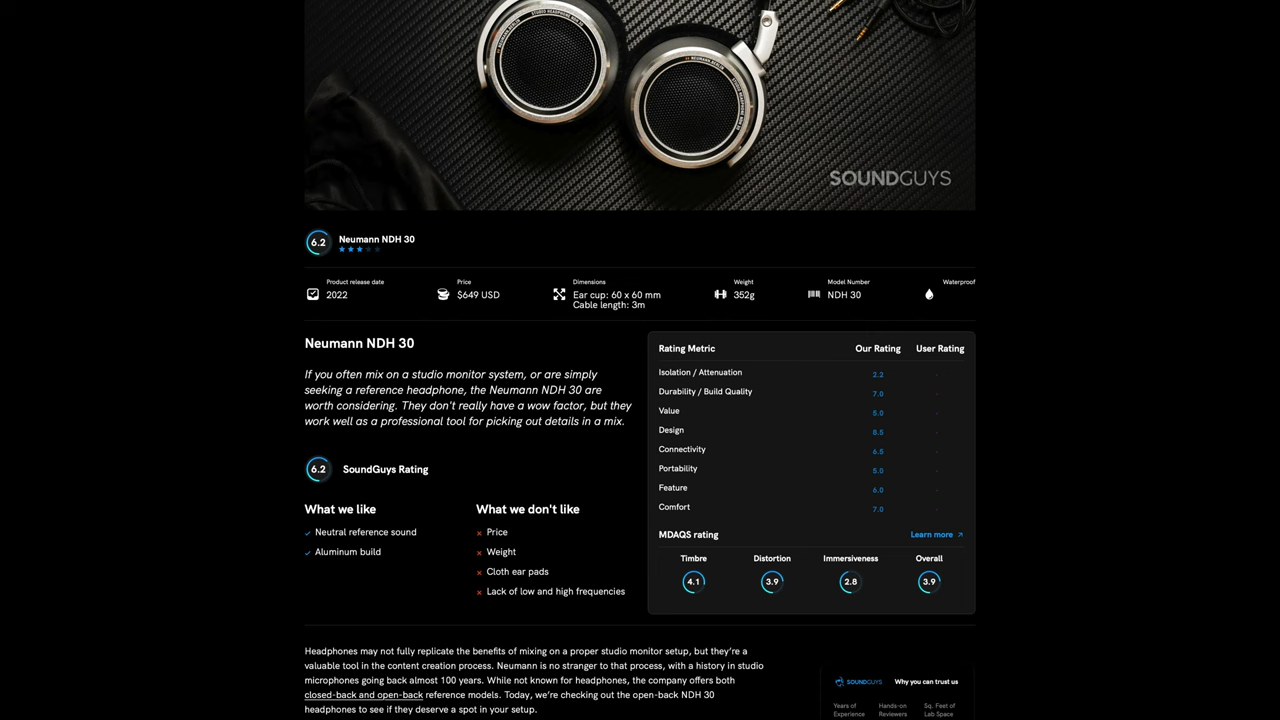 NEUMANN BERLIN
SOUNDGUYS
6.2
Neumann NDH 30
Product release date
2022
Price
$649 USD
Dimensions
Ear cup: 60 x 60 mm
Cable length: 3m
Weight
352g
Model Number
NDH 30
Waterproof
Neumann NDH 30
If you often mix on a studio monitor system, or are simply
seeking a reference headphone, the Neumann NDH 30 are
worth considering. They don't really have a wow factor, but they
work well as a professional tool for picking out details in a mix.
6.2 SoundGuys Rating
What we like
Neutral reference sound
Aluminum build
What we don't like
Price
Weight
Cloth ear pads
Lack of low and high frequencies
Rating Metric Our Rating User Rating
Isolation / Attenuation 2.2 -
Durability / Build Quality 7.0 -
Value 5.0 -
Design 8.5 -
Connectivity 6.5 -
Portability 5.0 -
Feature 6.0 -
Comfort 7.0 -
MDAQS rating Learn more
Timbre Distortion Immersiveness Overall
4.1 3.9 2.8 3.9
Headphones may not fully replicate the benefits of mixing on a proper studio monitor setup, but they're a
valuable tool in the content creation process. Neumann is no stranger to that process, with a history in studio
microphones going back almost 100 years. While not known for headphones, the company offers both
closed-back and open-back reference models. Today, we're checking out the open-back NDH 30
headphones to see if they deserve a spot in your setup.
SOUNDGUYS Why you can trust us
Years of Hands-on Sq. Feet of
Experience Reviewers Lab Space